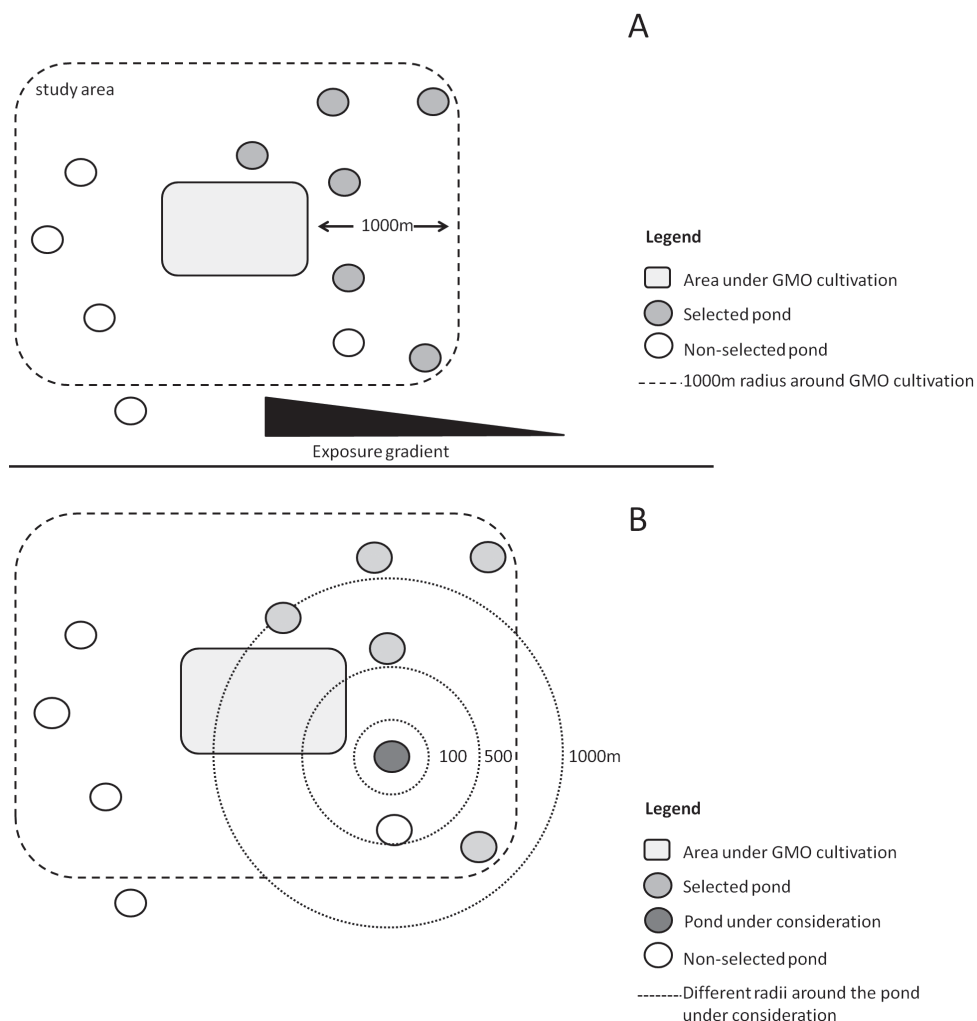 A
study area
1000m
Legend
Area under GMO cultivation
Selected pond
Non-selected pond
1000m radius around GMO cultivation
Exposure gradient
B
100 500 1000m
Legend
Area under GMO cultivation
Selected pond
Pond under consideration
Non-selected pond
Different radii around the pond
under consideration